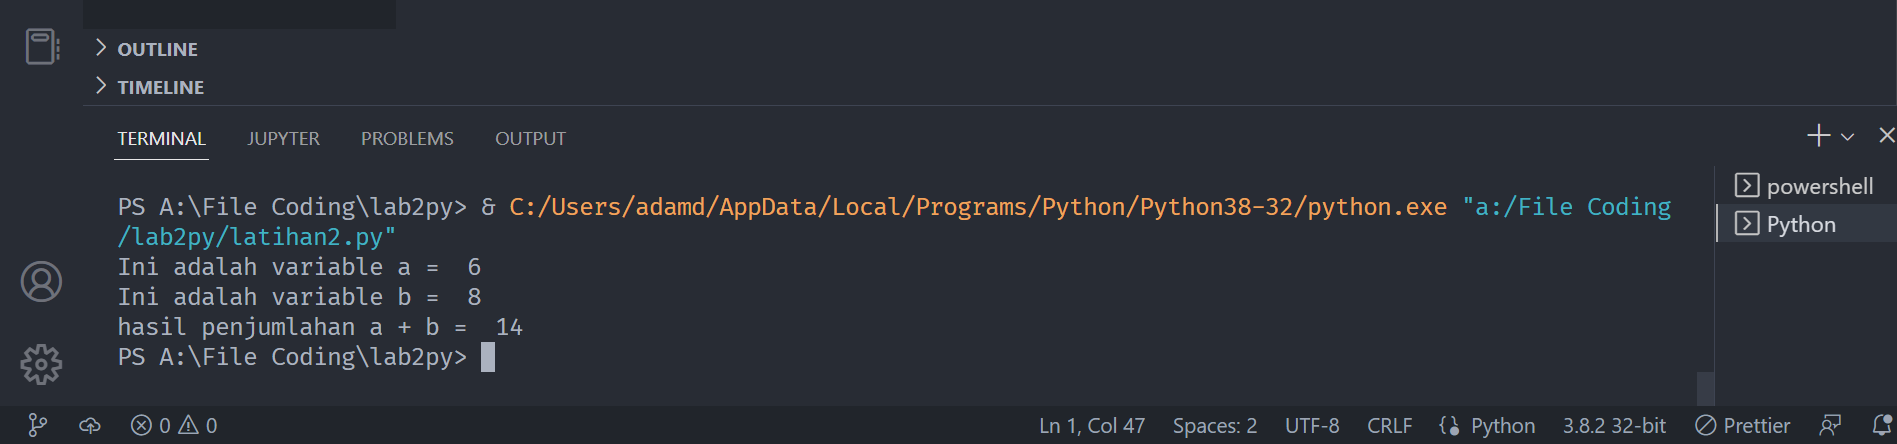 OUTLINE
TIMELINE
TERMINAL JUPYTER PROBLEMS OUTPUT
PS A:\File Coding\lab2py> & C:/Users/adamd/AppData/Local/Programs/Python/Python38-32/python.exe "a:/File Coding
/lab2py/latihan2.py"
Ini adalah variable a =  6
Ini adalah variable b =  8
hasil penjumlahan a + b =  14
PS A:\File Coding\lab2py>
powershell
Python
0 0 Ln 1, Col 47 Spaces: 2 UTF-8 CRLF Python 3.8.2 32-bit Prettier